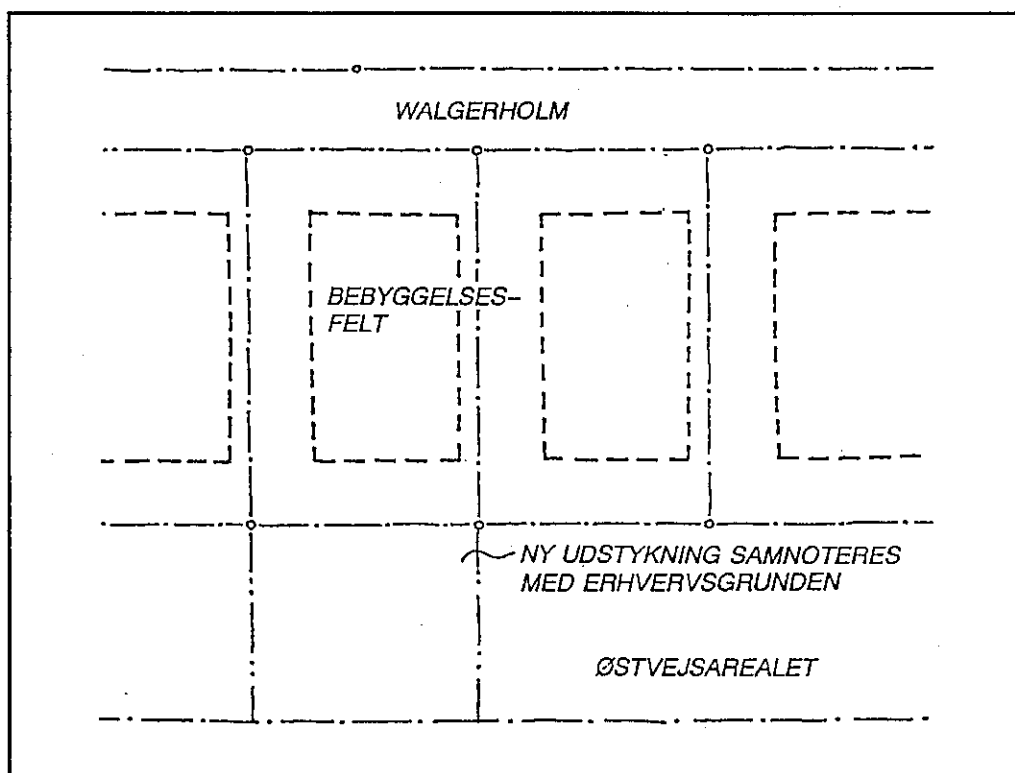 WALGERHOLM
BEBYGGELSES-
FELT
NY UDSTYKNING SAMNOTERES
MED ERHVERVSGRUNDEN
ØSTVEJSAREALET